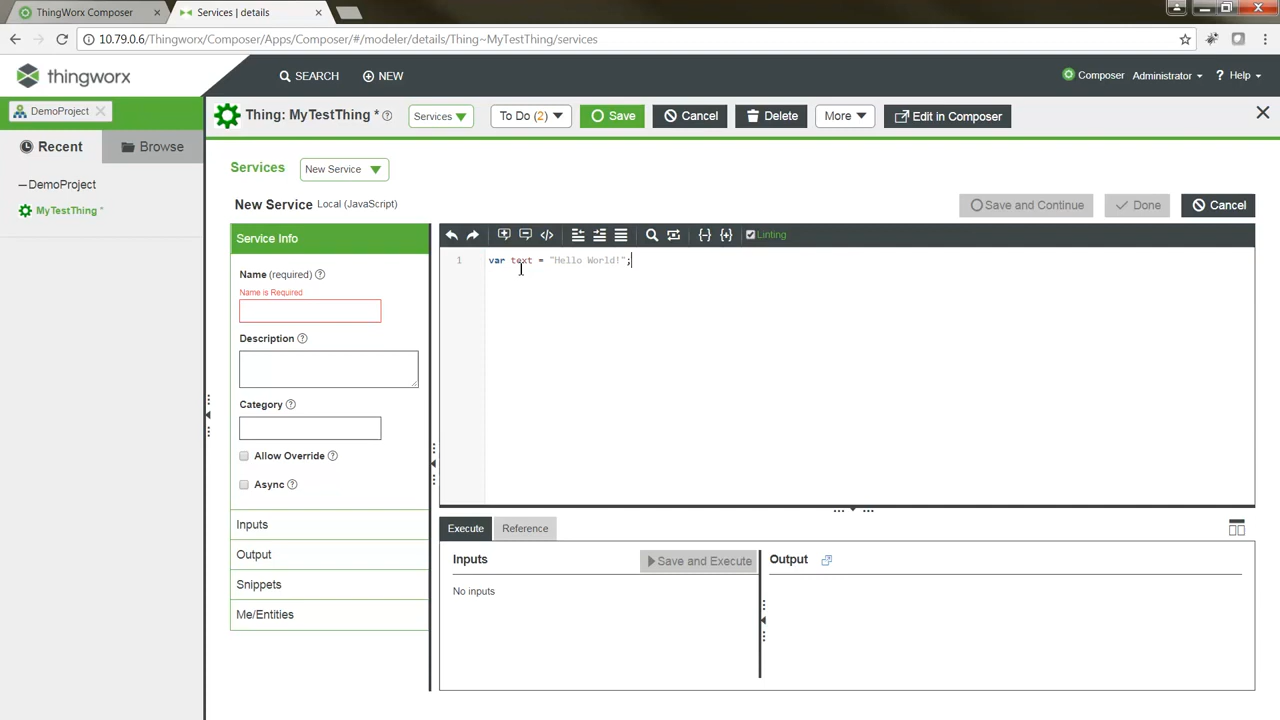 ThingWorx Composer
Services | details
10.79.0.6/Thingworx/Composer/Apps/Composer/#/modeler/details/Thing~MyTestThing/services
thingworx
SEARCH
NEW
Composer
Administrator
? Help
DemoProject
Thing: MyTestThing * ?
Services
To Do (2)
Save
Cancel
Delete
More
Edit in Composer
Recent
Browse
DemoProject
MyTestThing *
Services
New Service
New Service Local (JavaScript)
Save and Continue
Done
Cancel
Service Info
Linting
1 var text = "Hello World!";
Name (required) ?
Name is Required
Description ?
Category ?
Allow Override ?
Async ?
Inputs
Output
Snippets
Me/Entities
Execute
Reference
Inputs
Save and Execute
Output
No inputs